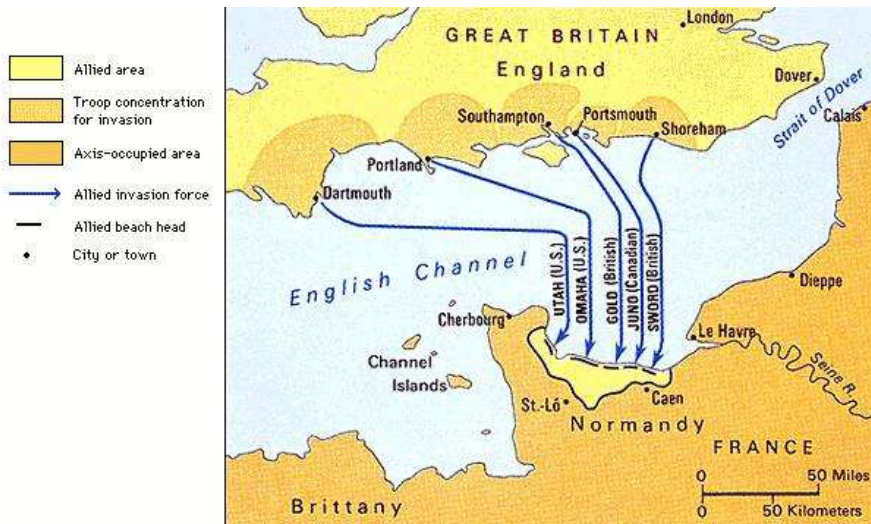 Allied area
Troop concentration
for invasion
Axis-occupied area
Allied invasion force
Allied beach head
City or town
London
GREAT BRITAIN
England
Dover
Strait of Dover
Calais
Southampton
Portsmouth
Shoreham
Portland
Dartmouth
English Channel
UTAH (U.S.)
OMAHA (U.S.)
GOLD (British)
JUNO (Canadian)
SWORD (British)
Dieppe
Cherbourg
Le Havre
Seine R.
Channel
Islands
St.-Ló
Caen
Normandy
FRANCE
Brittany
0 50 Miles
0 50 Kilometers